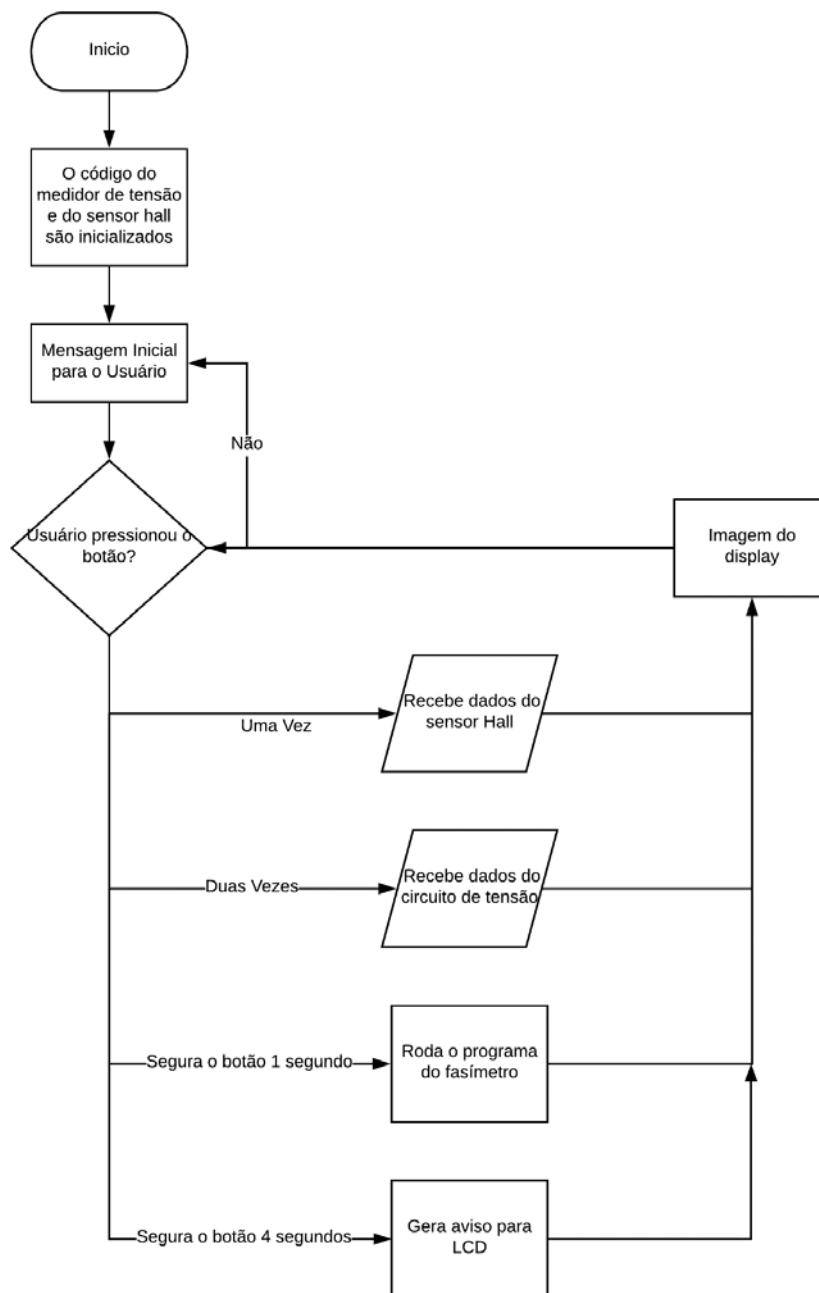 Inicio
O código do
medidor de tensão
e do sensor hall
são inicializados
Mensagem Inicial
para o Usuário
Não
Usuário pressionou o
botão?
Imagem do
display
Uma Vez
Recebe dados do
sensor Hall
Duas Vezes
Recebe dados do
circuito de tensão
Segura o botão 1 segundo
Roda o programa
do fasímetro
Segura o botão 4 segundos
Gera aviso para
LCD